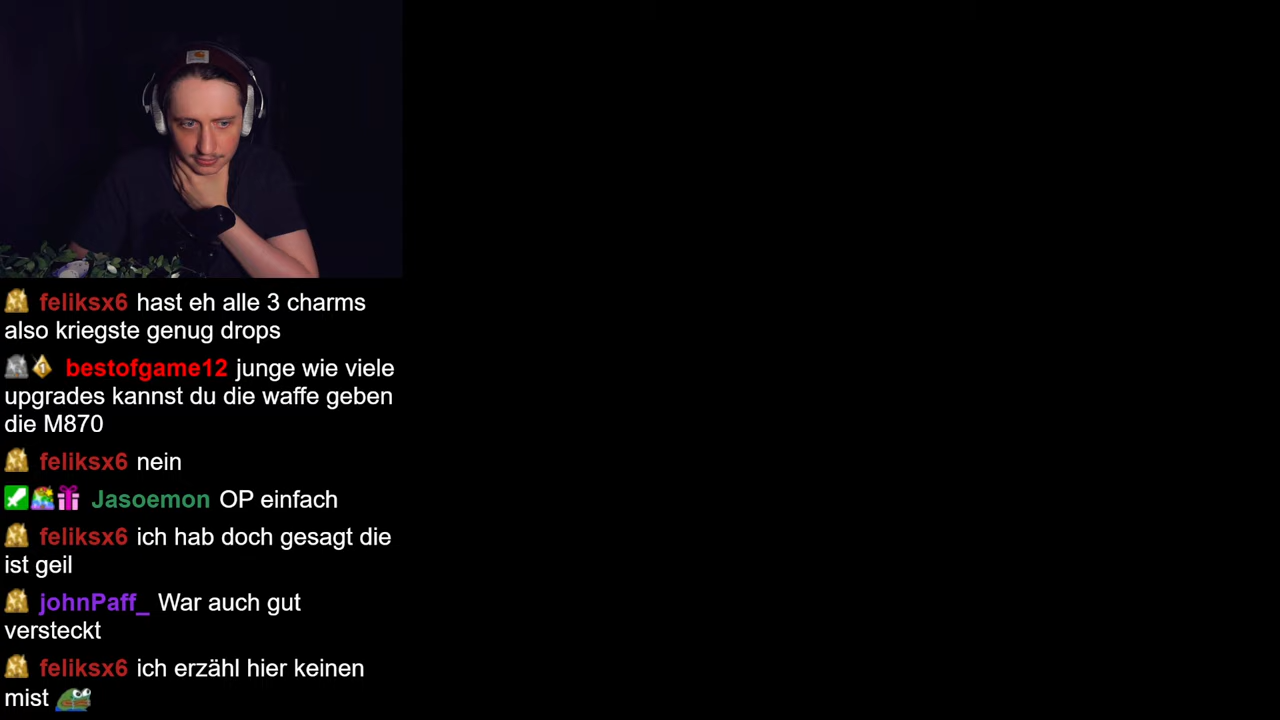 feliksx6 hast eh alle 3 charms
also kriegste genug drops
bestofgame12 junge wie viele
upgrades kannst du die waffe geben
die M870
feliksx6 nein
Jasoemon OP einfach
feliksx6 ich hab doch gesagt die
ist geil
johnPaff_ War auch gut
versteckt
feliksx6 ich erzähl hier keinen
mist